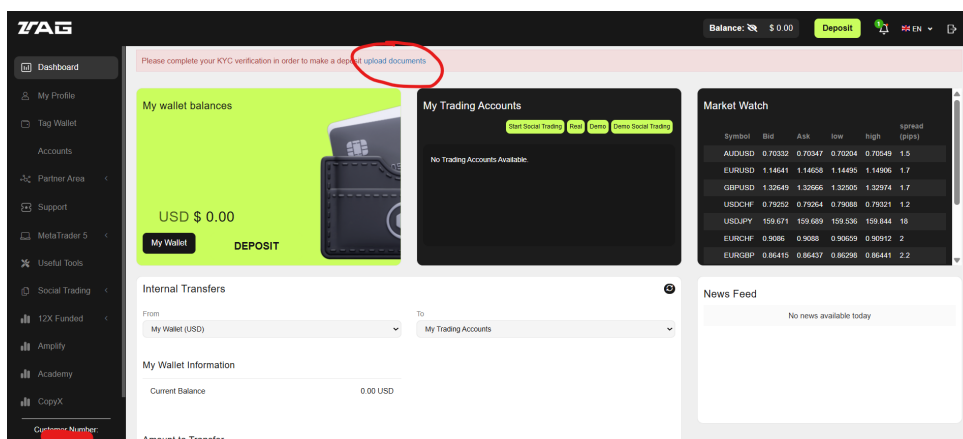 TAG
Balance: $ 0.00
Deposit
1
EN
Dashboard
My Profile
Tag Wallet
Accounts
Partner Area
Support
MetaTrader 5
Useful Tools
Social Trading
12X Funded
Amplify
Academy
CopyX
Customer Number:
Please complete your KYC verification in order to make a deposit upload documents
My wallet balances
USD $ 0.00
My Wallet
DEPOSIT
My Trading Accounts
Start Social Trading Real Demo Demo Social Trading
No Trading Accounts Available.
Market Watch
Symbol Bid Ask low high spread (pips)
AUDUSD 0.70332 0.70347 0.70204 0.70549 1.5
EURUSD 1.14641 1.14658 1.14495 1.14906 1.7
GBPUSD 1.32649 1.32666 1.32505 1.32974 1.7
USDCHF 0.79252 0.79264 0.79088 0.79321 1.2
USDJPY 159.671 159.689 159.536 159.844 18
EURCHF 0.9086 0.9088 0.90659 0.90912 2
EURGBP 0.86415 0.86437 0.86298 0.86441 2.2
Internal Transfers
From
My Wallet (USD)
To
My Trading Accounts
My Wallet Information
Current Balance 0.00 USD
Amount to Transfer
News Feed
No news available today